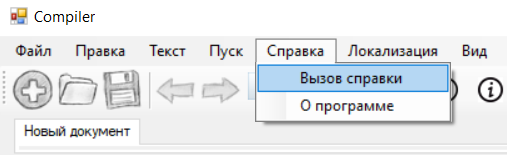 Compiler
Файл Правка Текст Пуск Справка Локализация Вид
Вызов справки
О программе
Новый документ